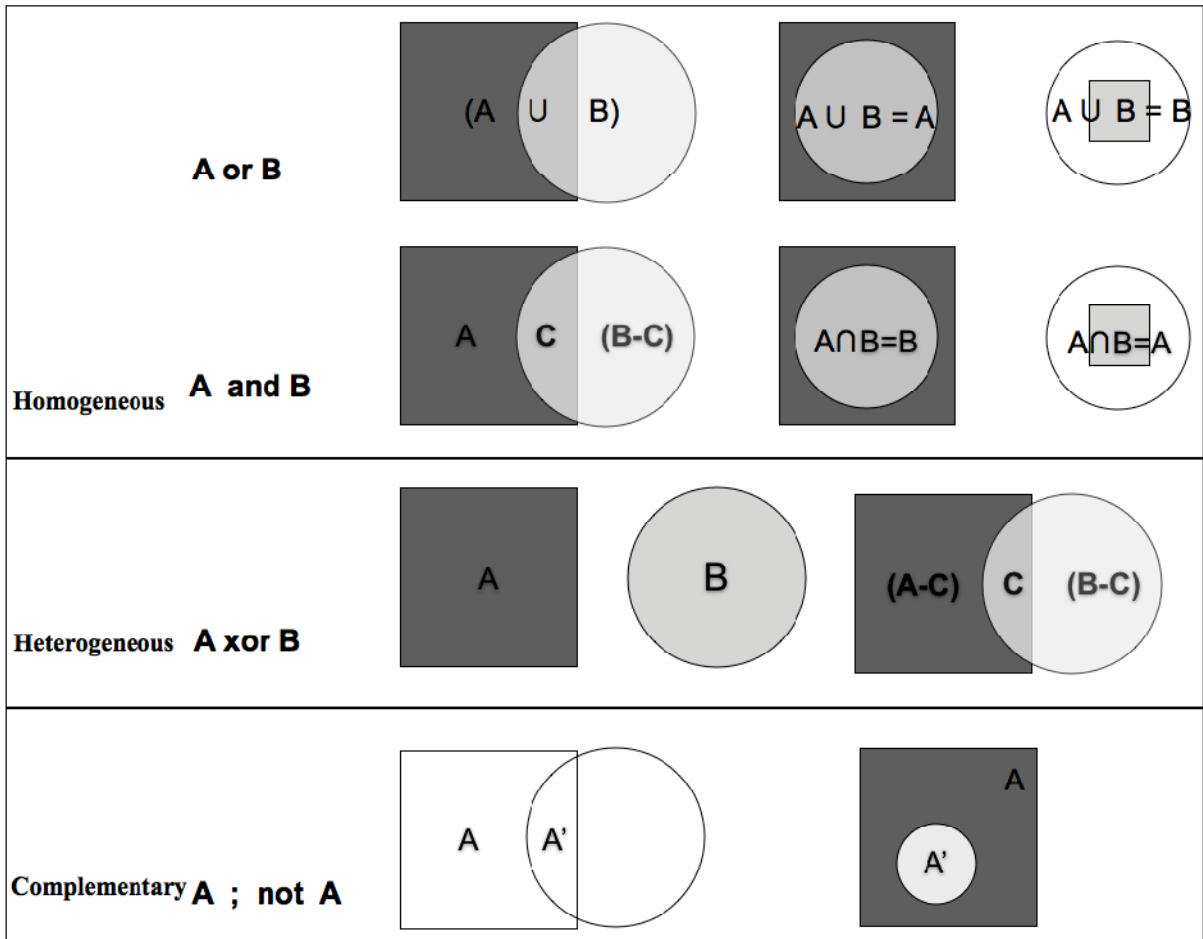 (A ∪ B)
A ∪ B = A
A ∪ B = B
A or B
A C (B-C)
A∩B=B
A∩B=A
Homogeneous A and B
A
B
(A-C) C (B-C)
Heterogeneous A xor B
A
A A'
A'
Complementary A ; not A